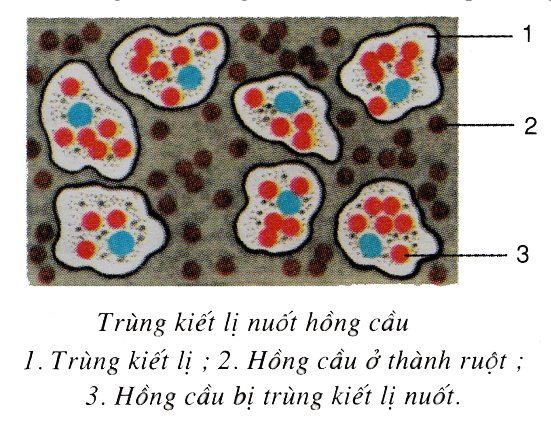 1
2
3
Trùng kiết lị nuốt hồng cầu
1. Trùng kiết lị ; 2. Hồng cầu ở thành ruột ;
3. Hồng cầu bị trùng kiết lị nuốt.